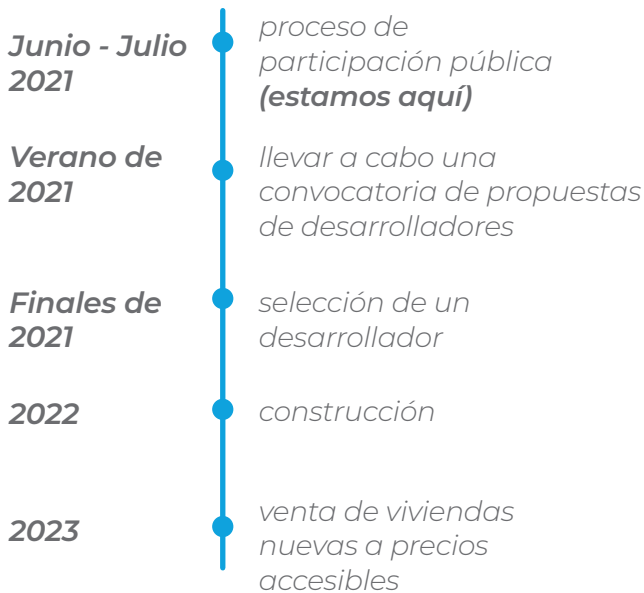 Junio - Julio
2021
proceso de
participación pública
(estamos aquí)
Verano de
2021
llevar a cabo una
convocatoria de propuestas
de desarrolladores
Finales de
2021
selección de un
desarrollador
2022
construcción
2023
venta de viviendas
nuevas a precios
accesibles